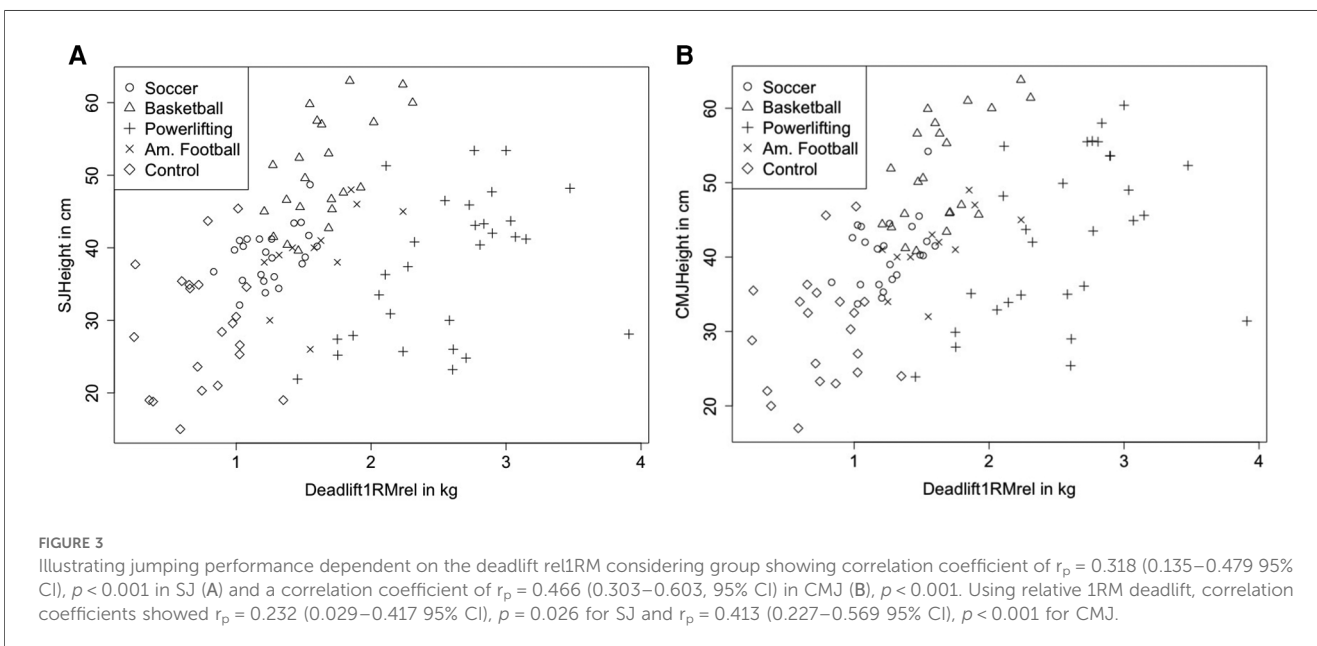 A
Soccer
Basketball
Powerlifting
Am. Football
Control
SJHeight in cm
60
50
40
30
20
1 2 3 4
Deadlift1RMrel in kg
B
Soccer
Basketball
Powerlifting
Am. Football
Control
CMJHeight in cm
60
50
40
30
20
1 2 3 4
Deadlift1RMrel in kg
FIGURE 3
Illustrating jumping performance dependent on the deadlift rel1RM considering group showing correlation coefficient of rp = 0.318 (0.135–0.479 95%
CI), p < 0.001 in SJ (A) and a correlation coefficient of rp = 0.466 (0.303–0.603, 95% CI) in CMJ (B), p < 0.001. Using relative 1RM deadlift, correlation
coefficients showed rp = 0.232 (0.029–0.417 95% CI), p = 0.026 for SJ and rp = 0.413 (0.227–0.569 95% CI), p < 0.001 for CMJ.